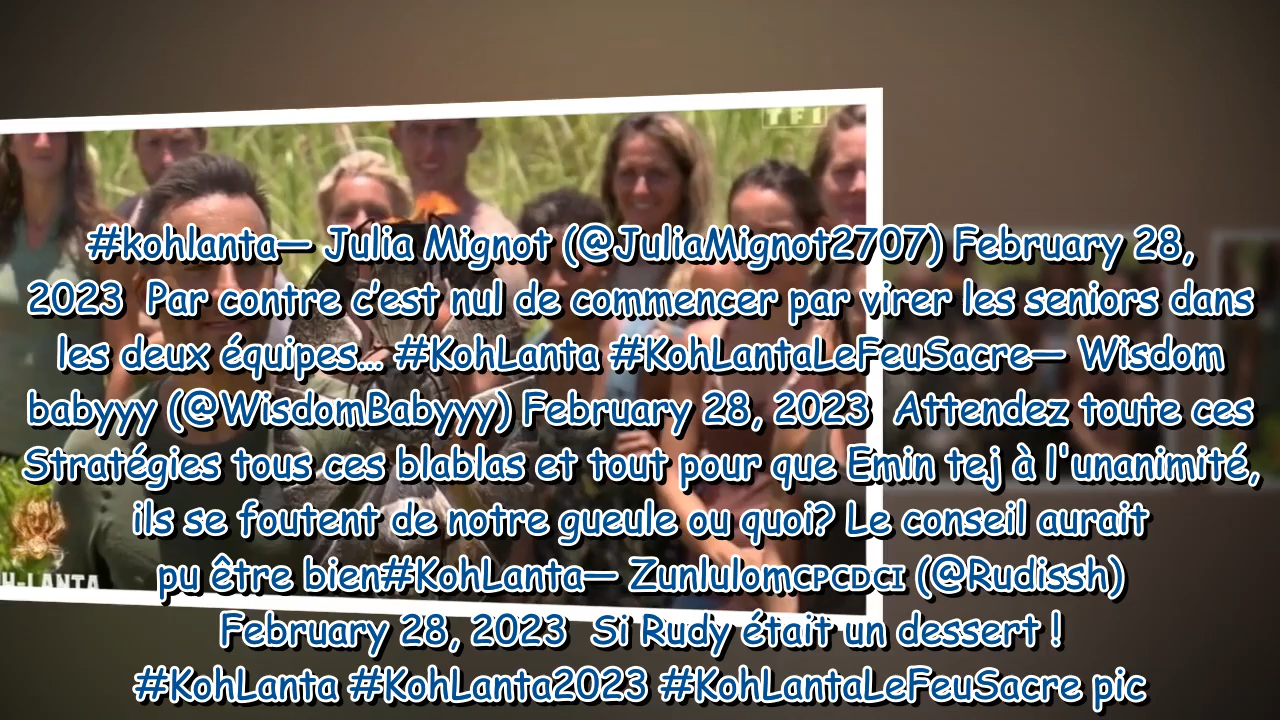 TF1
#kohlanta— Julia Mignot (@JuliaMignot2707) February 28,
2023 Par contre c’est nul de commencer par virer les seniors dans
les deux équipes... #KohLanta #KohLantaLeFeuSacre— Wisdom
babyyy (@WisdomBabyyy) February 28, 2023 Attendez toute ces
Stratégies tous ces blablas et tout pour que Emin tej à l'unanimité,
ils se foutent de notre gueule ou quoi? Le conseil aurait
pu être bien#KohLanta— Zunlulomᴄᴘᴄᴅᴄɪ (@Rudissh)
February 28, 2023 Si Rudy était un dessert !
#KohLanta #KohLanta2023 #KohLantaLeFeuSacre pic
H-LANTA